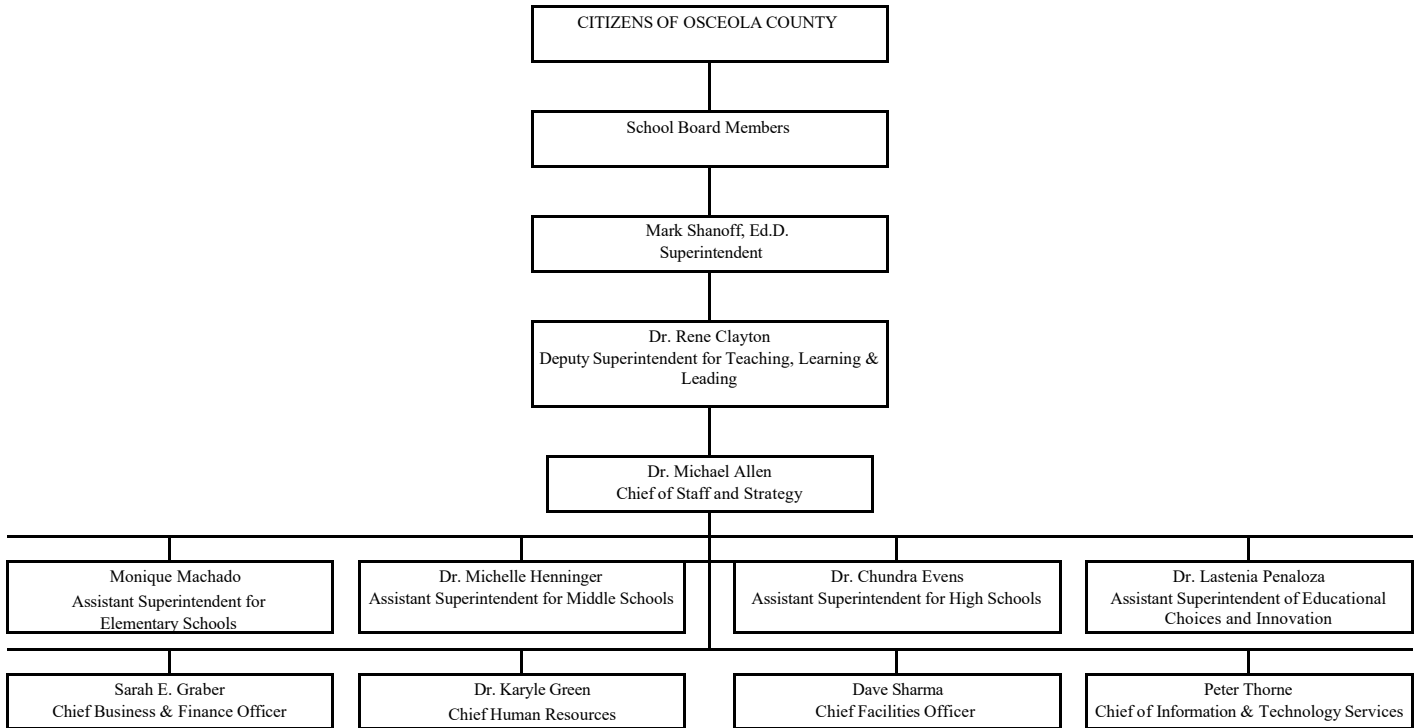 CITIZENS OF OSCEOLA COUNTY
School Board Members
Mark Shanoff, Ed.D.
Superintendent
Dr. Rene Clayton
Deputy Superintendent for Teaching, Learning &
Leading
Dr. Michael Allen
Chief of Staff and Strategy
Monique Machado
Assistant Superintendent for
Elementary Schools
Dr. Michelle Henninger
Assistant Superintendent for Middle Schools
Dr. Chundra Evens
Assistant Superintendent for High Schools
Dr. Lastenia Penaloza
Assistant Superintendent of Educational
Choices and Innovation
Sarah E. Graber
Chief Business & Finance Officer
Dr. Karyle Green
Chief Human Resources
Dave Sharma
Chief Facilities Officer
Peter Thorne
Chief of Information & Technology Services